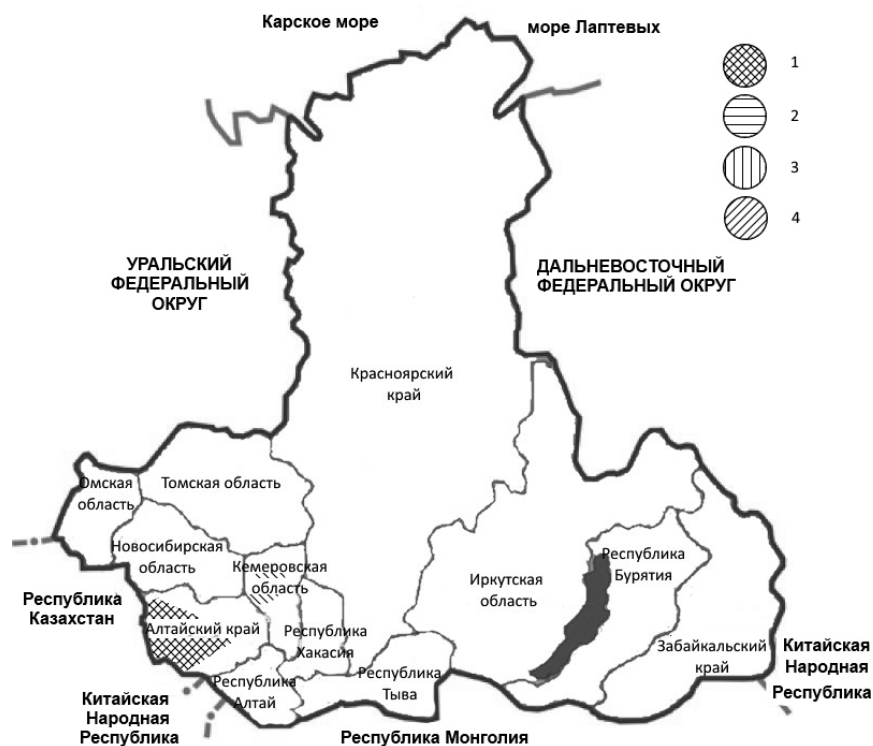 Карское море
море Лаптевых
1
2
3
4
УРАЛЬСКИЙ
ФЕДЕРАЛЬНЫЙ
ОКРУГ
ДАЛЬНЕВОСТОЧНЫЙ
ФЕДЕРАЛЬНЫЙ ОКРУГ
Красноярский
край
Омская
область
Томская область
Новосибирская
область
Кемеровская
область
Республика
Бурятия
Иркутская
область
Республика
Казахстан
Алтайский край
Республика
Хакасия
Забайкальский
край
Китайская
Народная
Республика
Республика
Тыва
Республика
Алтай
Китайская
Народная
Республика
Республика Монголия